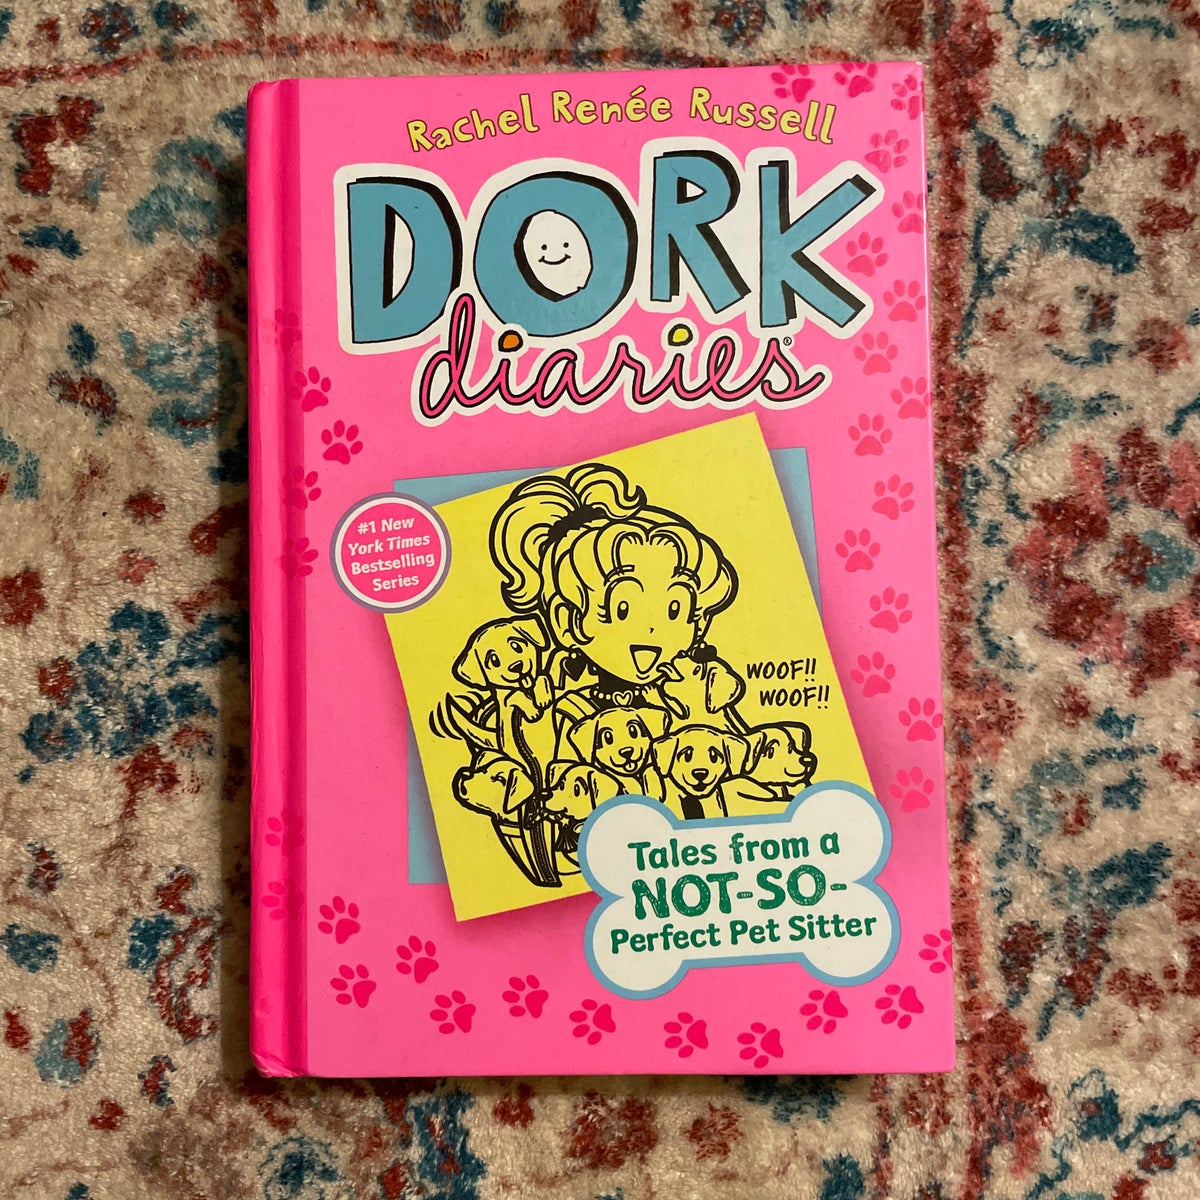 Rachel Renée Russell
DORK
diaries®
#1 New
York Times
Bestselling
Series
WOOF!!
WOOF!!
Tales from a
NOT-SO-
Perfect Pet Sitter